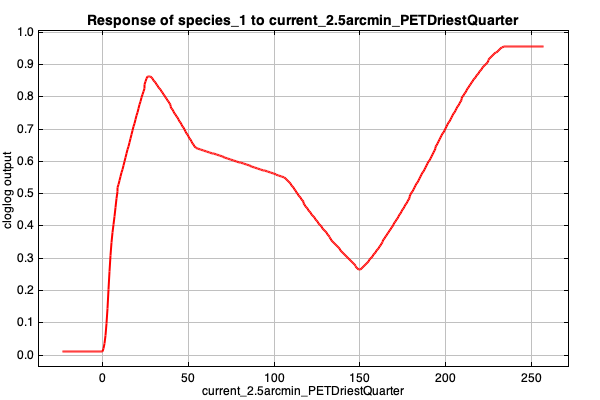 Response of species_1 to current_2.5arcmin_PETDriestQuarter
1.0
0.9
0.8
0.7
0.6
0.5
0.4
0.3
0.2
0.1
0.0
cloglog output
0 50 100 150 200 250
current_2.5arcmin_PETDriestQuarter